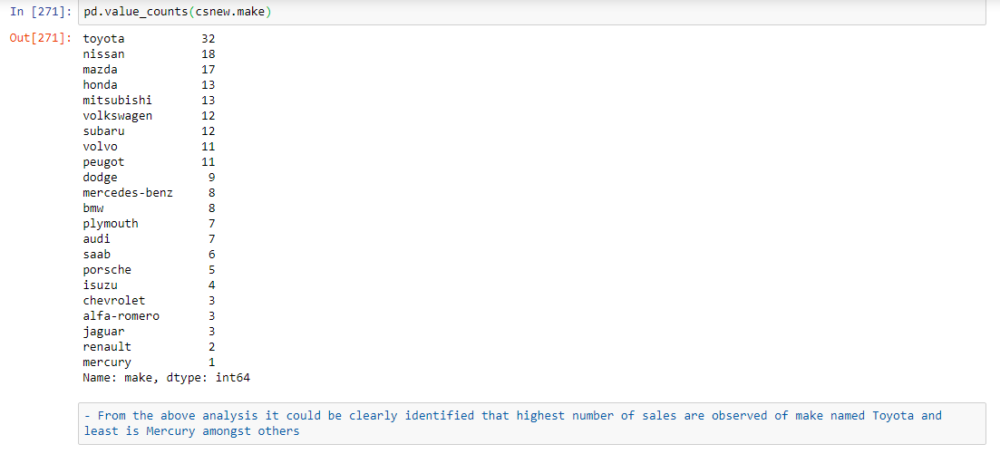 In [271]: pd.value_counts(csnew.make)
Out[271]: toyota 32
nissan 18
mazda 17
honda 13
mitsubishi 13
volkswagen 12
subaru 12
volvo 11
peugot 11
dodge 9
mercedes-benz 8
bmw 8
plymouth 7
audi 7
saab 6
porsche 5
isuzu 4
chevrolet 3
alfa-romero 3
jaguar 3
renault 2
mercury 1
Name: make, dtype: int64
- From the above analysis it could be clearly identified that highest number of sales are observed of make named Toyota and
least is Mercury amongst others